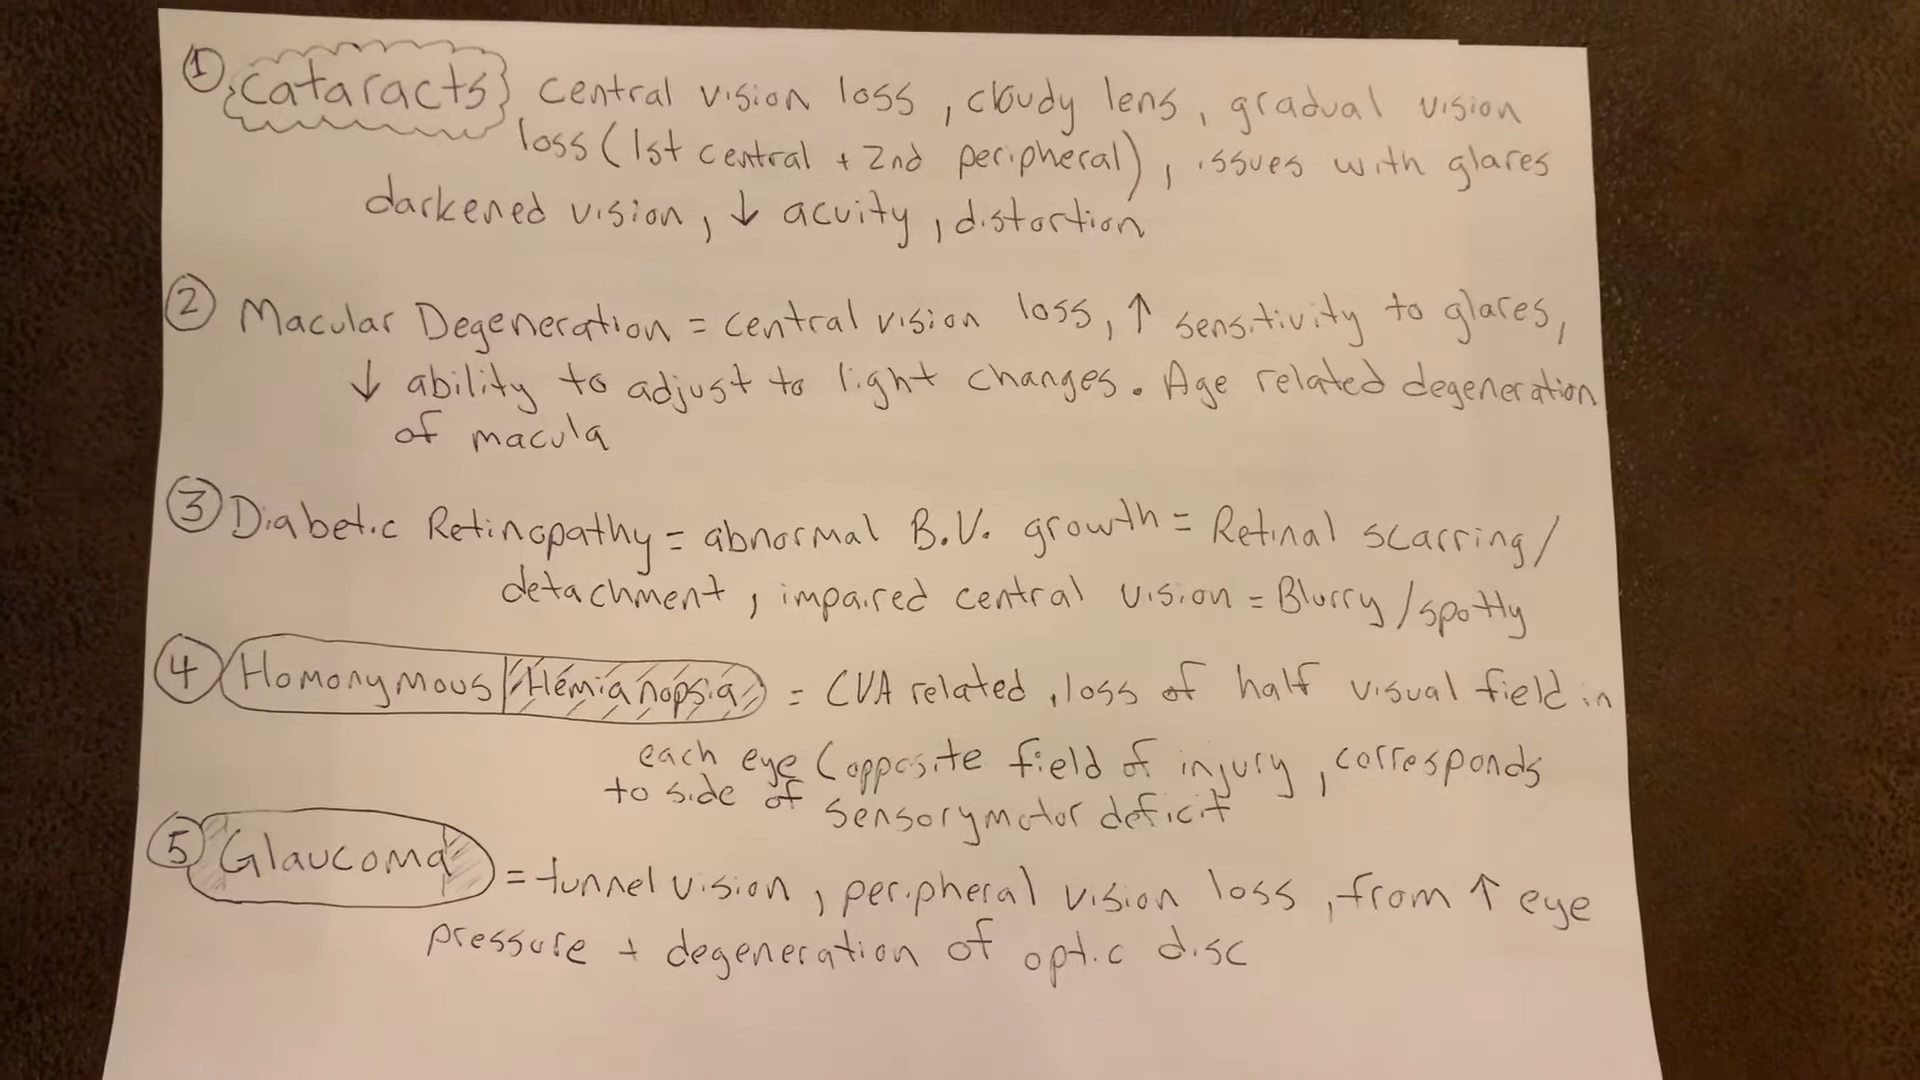 ① Cataracts central vision loss, cloudy lens, gradual vision
loss (1st central + 2nd peripheral), issues with glares
darkened vision, ↓ acuity, distortion
② Macular Degeneration = central vision loss, ↑ sensitivity to glares,
↓ ability to adjust to light changes. Age related degeneration
of macula
③ Diabetic Retinopathy = abnormal B.V. growth = Retinal scarring/
detachment, impaired central vision = Blurry/spotty
④ Homonymous Hemianopsia = CVA related, loss of half visual field in
each eye (opposite field of injury, corresponds
to side of sensorymotor deficit
⑤ Glaucoma = tunnel vision, peripheral vision loss, from ↑ eye
pressure + degeneration of optic disc